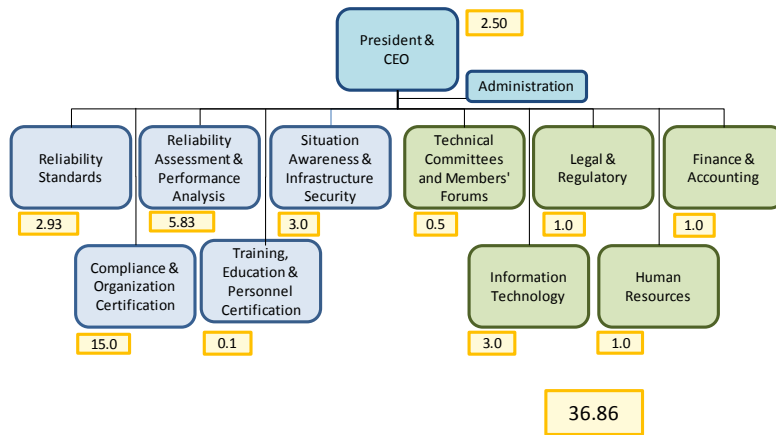 2.50
President &
CEO
Administration
Reliability
Standards
2.93
Reliability
Assessment &
Performance
Analysis
5.83
Situation
Awareness &
Infrastructure
Security
3.0
Technical
Committees
and Members'
Forums
0.5
Legal &
Regulatory
1.0
Finance &
Accounting
1.0
Compliance &
Organization
Certification
15.0
Training,
Education &
Personnel
Certification
0.1
Information
Technology
3.0
Human
Resources
1.0
36.86